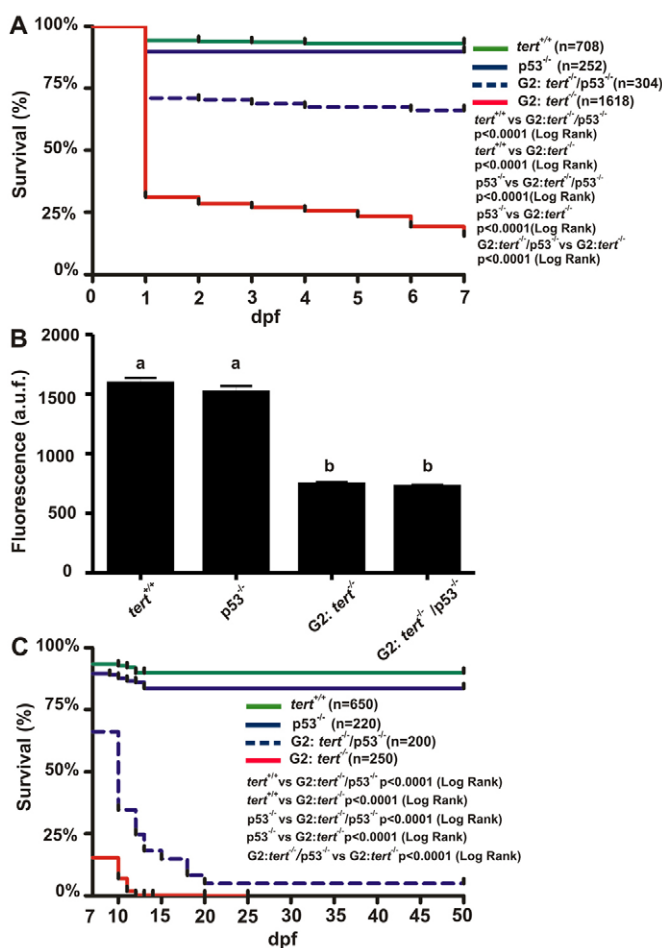 A
100%
75%
50%
25%
0%
Survival (%)
0 1 2 3 4 5 6 7
dpf
tert+/+ (n=708)
p53-/- (n=252)
G2: tert-/-/p53-/- (n=304)
G2: tert-/- (n=1618)
tert+/+ vs G2:tert-/-/p53-/-
p<0.0001 (Log Rank)
tert+/+ vs G2:tert-/-
p<0.0001 (Log Rank)
p53-/- vs G2:tert-/-/p53-/-
p<0.0001(Log Rank)
p53-/- vs G2:tert-/-
p<0.0001(Log Rank)
G2:tert-/-/p53-/- vs G2:tert-/-
p<0.0001 (Log Rank)
B
2000
1500
1000
500
0
Fluorescence (a.u.f.)
a a b b
tert+/+
p53-/-
G2: tert-/-
G2: tert-/-/p53-/-
C
100%
75%
50%
25%
0%
Survival (%)
7 10 15 20 25 30 35 40 45 50
dpf
tert+/+ (n=650)
p53-/- (n=220)
G2: tert-/-/p53-/- (n=200)
G2: tert-/- (n=250)
tert+/+ vs G2:tert-/-/p53-/- p<0.0001 (Log Rank)
tert+/+ vs G2:tert-/- p<0.0001 (Log Rank)
p53-/- vs G2:tert-/-/p53-/- p<0.0001 (Log Rank)
p53-/- vs G2:tert-/- p<0.0001 (Log Rank)
G2:tert-/-/p53-/- vs G2:tert-/- p<0.0001 (Log Rank)